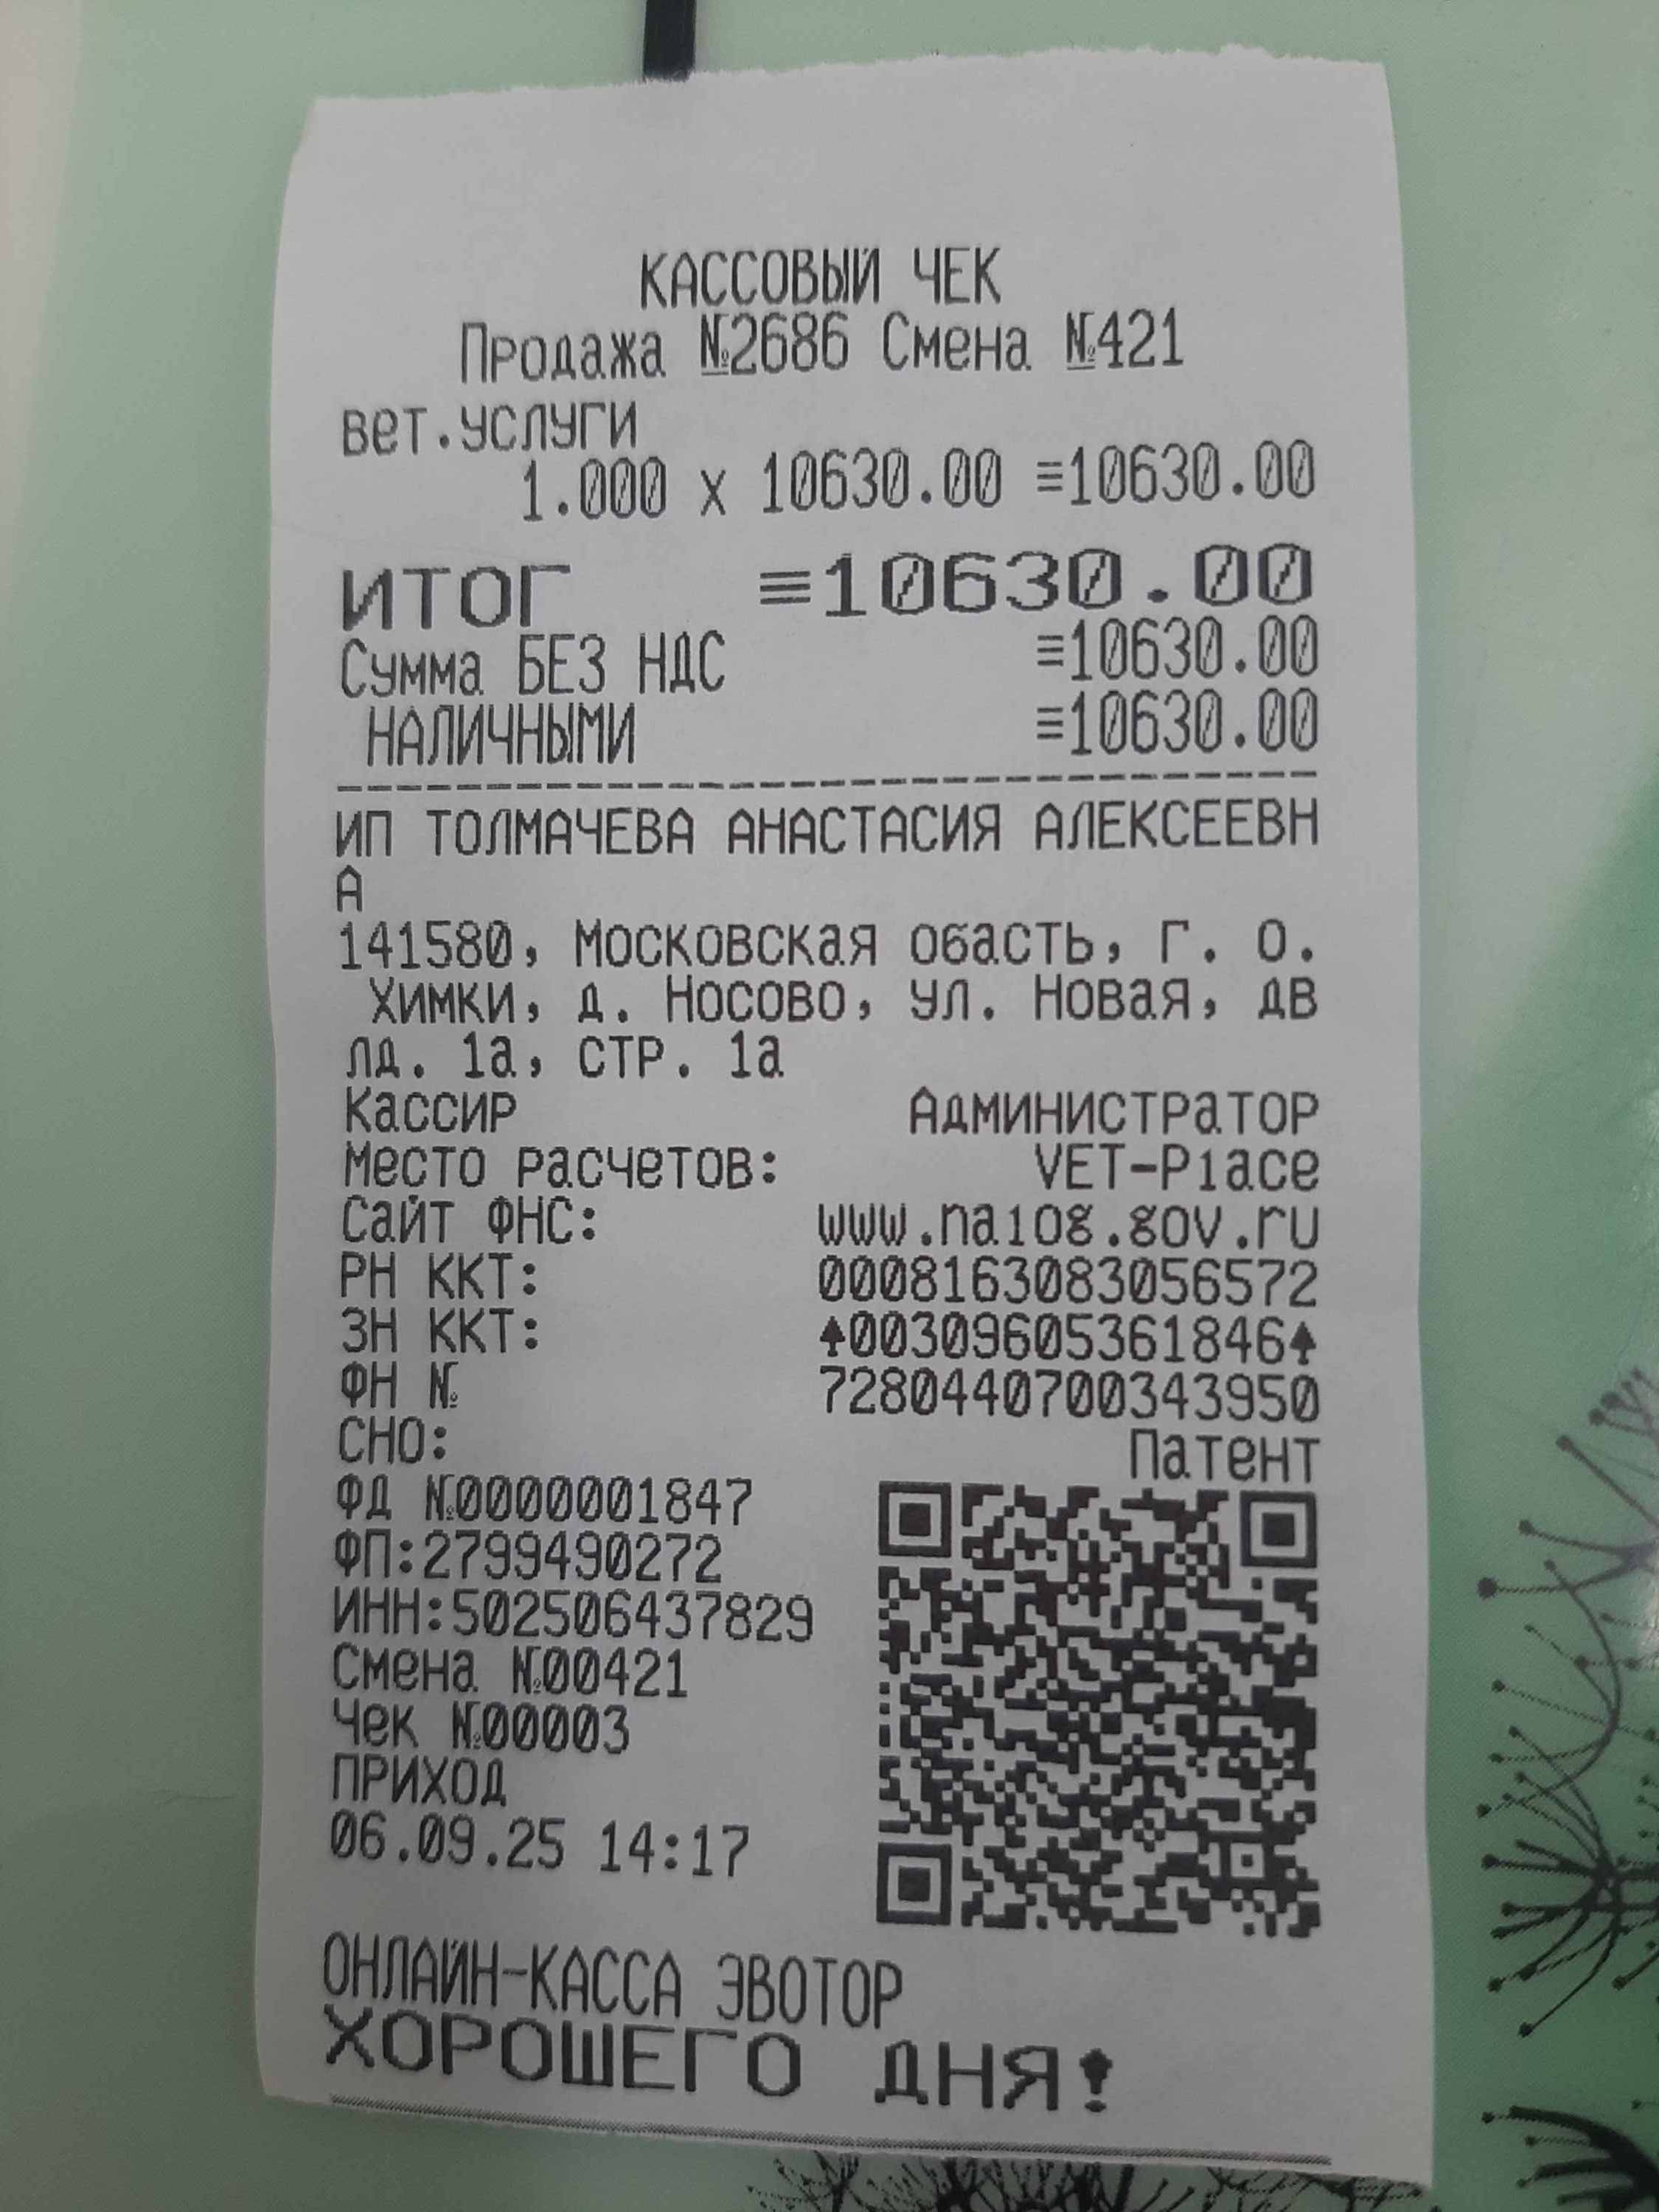 КАССОВЫЙ ЧЕК
Продажа №2686 Смена №421
вет.услуги
1.000 x 10630.00 ≡10630.00
ИТОГ ≡10630.00
Сумма БЕЗ НДС ≡10630.00
НАЛИЧНЫМИ ≡10630.00
ИП ТОЛМАЧЕВА АНАСТАСИЯ АЛЕКСЕЕВН
А
141580, Московская обасть, г. о.
Химки, д. Носово, ул. Новая, дв
лд. 1а, стр. 1а
Кассир Администратор
Место расчетов: VET-Place
Сайт ФНС: www.nalog.gov.ru
РН ККТ: 0008163083056572
ЗН ККТ: 00309605361846
ФН № 7280440700343950
СНО: Патент
ФД №0000001847
ФП:2799490272
ИНН:502506437829
Смена №00421
Чек №00003
ПРИХОД
06.09.25 14:17
ОНЛАЙН-КАССА ЭВОТОР
ХОРОШЕГО ДНЯ!